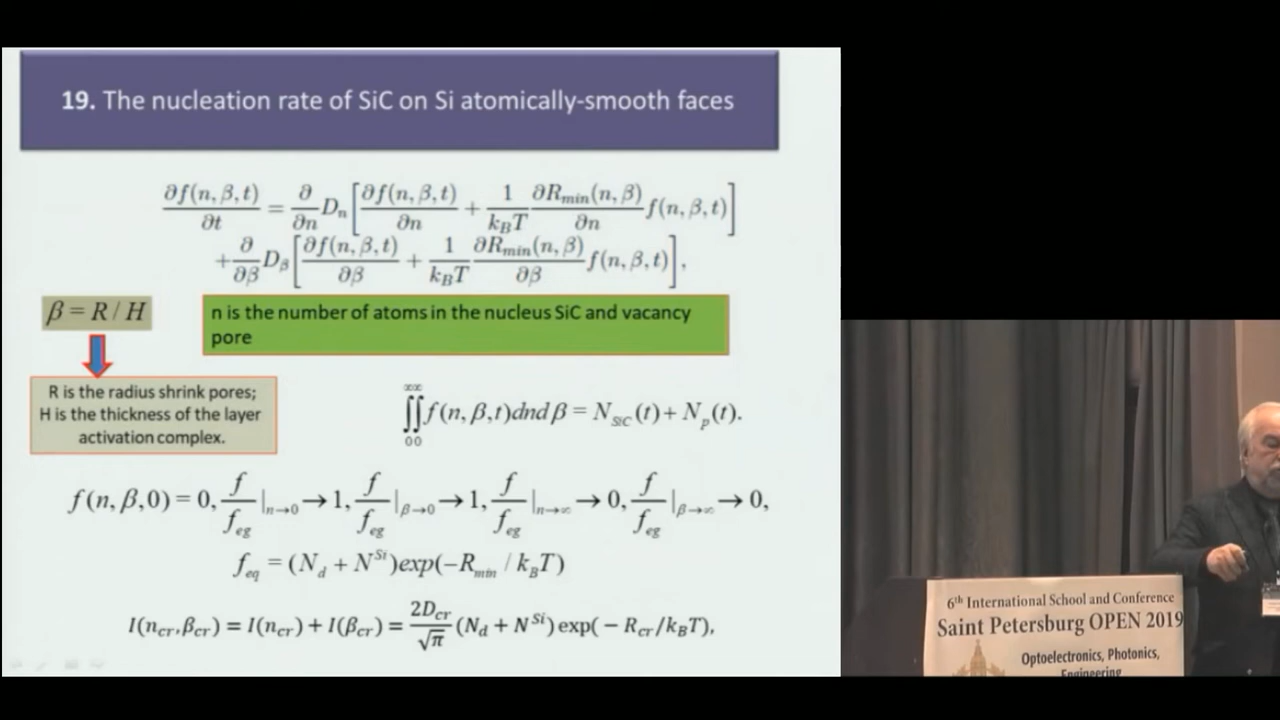 19. The nucleation rate of SiC on Si atomically-smooth faces
∂f(n, β, t)/∂t = ∂/∂n Dₙ[∂f(n, β, t)/∂n + 1/k_BT ∂R_min(n, β)/∂n f(n, β, t)]
+∂/∂β D_β[∂f(n, β, t)/∂β + 1/k_BT ∂R_min(n, β)/∂β f(n, β, t)],
β = R / H
n is the number of atoms in the nucleus SiC and vacancy
pore
R is the radius shrink pores;
H is the thickness of the layer
activation complex.
∞∞
∬f(n, β, t)dndβ = N_SiC(t) + N_p(t).
0 0
f(n, β, 0) = 0, f/f_eg|n→0 → 1, f/f_eg|β→0 → 1, f/f_eg|n→∞ → 0, f/f_eg|β→∞ → 0,
f_eq = (N_d + N^Si)exp(−R_min / k_BT)
I(n_cr, β_cr) = I(n_cr) + I(β_cr) = 2D_cr/√π (N_d + N^Si)exp(− R_cr/k_BT),
6th International School and Conference
Saint Petersburg OPEN 2019
Optoelectronics, Photonics,
Engineering